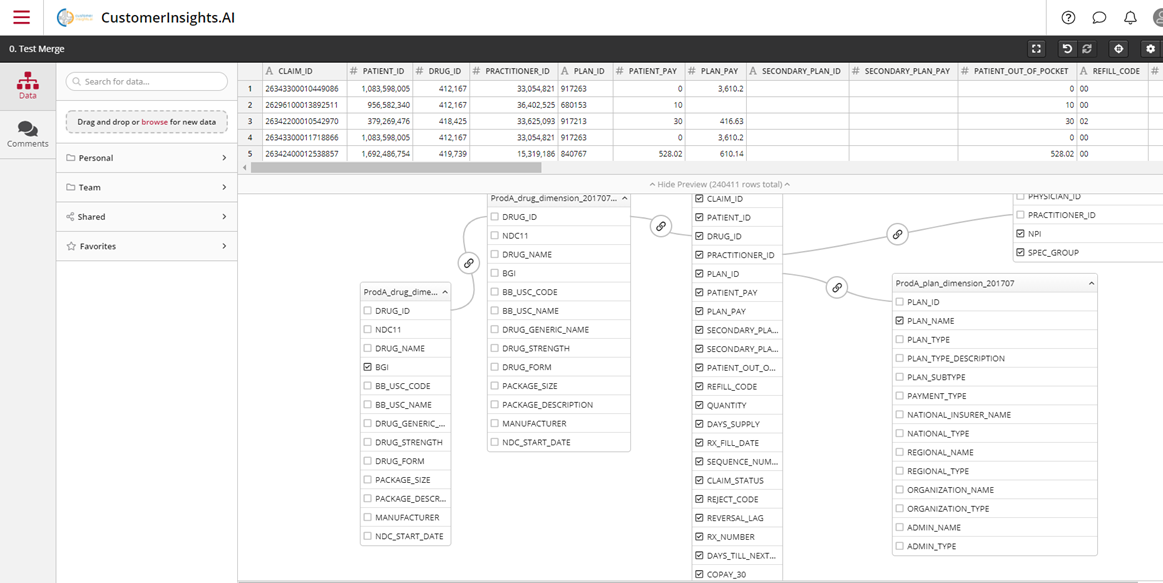 CustomerInsights.AI
0. Test Merge
Data
Comments
Search for data...
Drag and drop or browse for new data
Personal
Team
Shared
Favorites
A CLAIM_ID # PATIENT_ID # DRUG_ID # PRACTITIONER_ID A PLAN_ID # PATIENT_PAY # PLAN_PAY A SECONDARY_PLAN_ID # SECONDARY_PLAN_PAY # PATIENT_OUT_OF_POCKET A REFILL_CODE #
1 26343300010449086 1,083,598,005 412,167 33,054,821 917263 0 3,610.2 0 00
2 26296100013892511 956,582,340 412,167 36,402,525 680153 10 10 00
3 26342200010542970 379,269,476 418,425 33,625,093 917213 30 416.63 30 02
4 26343300011718866 1,083,598,005 412,167 33,054,821 917263 0 3,610.2 0 00
5 26342400012538857 1,692,486,754 419,739 15,319,186 840767 528.02 610.14 528.02 00
Hide Preview (240411 rows total)
ProdA_drug_dime...
DRUG_ID
NDC11
DRUG_NAME
BGI
BB_USC_CODE
BB_USC_NAME
DRUG_GENERIC_...
DRUG_STRENGTH
DRUG_FORM
PACKAGE_SIZE
PACKAGE_DESCR...
MANUFACTURER
NDC_START_DATE
ProdA_drug_dimension_201707...
DRUG_ID
NDC11
DRUG_NAME
BGI
BB_USC_CODE
BB_USC_NAME
DRUG_GENERIC_NAME
DRUG_STRENGTH
DRUG_FORM
PACKAGE_SIZE
PACKAGE_DESCRIPTION
MANUFACTURER
NDC_START_DATE
CLAIM_ID
PATIENT_ID
DRUG_ID
PRACTITIONER_ID
PLAN_ID
PATIENT_PAY
PLAN_PAY
SECONDARY_PLA...
SECONDARY_PLA...
PATIENT_OUT_O...
REFILL_CODE
QUANTITY
DAYS_SUPPLY
RX_FILL_DATE
SEQUENCE_NUM...
CLAIM_STATUS
REJECT_CODE
REVERSAL_LAG
RX_NUMBER
DAYS_TILL_NEXT...
COPAY_30
PHYSICIAN_ID
PRACTITIONER_ID
NPI
SPEC_GROUP
ProdA_plan_dimension_201707
PLAN_ID
PLAN_NAME
PLAN_TYPE
PLAN_TYPE_DESCRIPTION
PLAN_SUBTYPE
PAYMENT_TYPE
NATIONAL_INSURER_NAME
NATIONAL_TYPE
REGIONAL_NAME
REGIONAL_TYPE
ORGANIZATION_NAME
ORGANIZATION_TYPE
ADMIN_NAME
ADMIN_TYPE